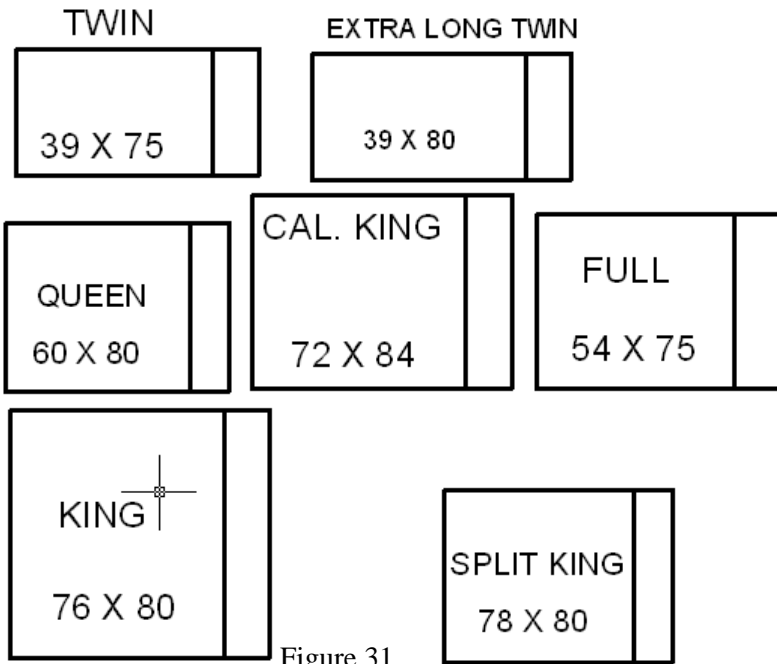 TWIN
39 X 75
EXTRA LONG TWIN
39 X 80
QUEEN
60 X 80
CAL. KING
72 X 84
FULL
54 X 75
KING
76 X 80
SPLIT KING
78 X 80
Figure 31